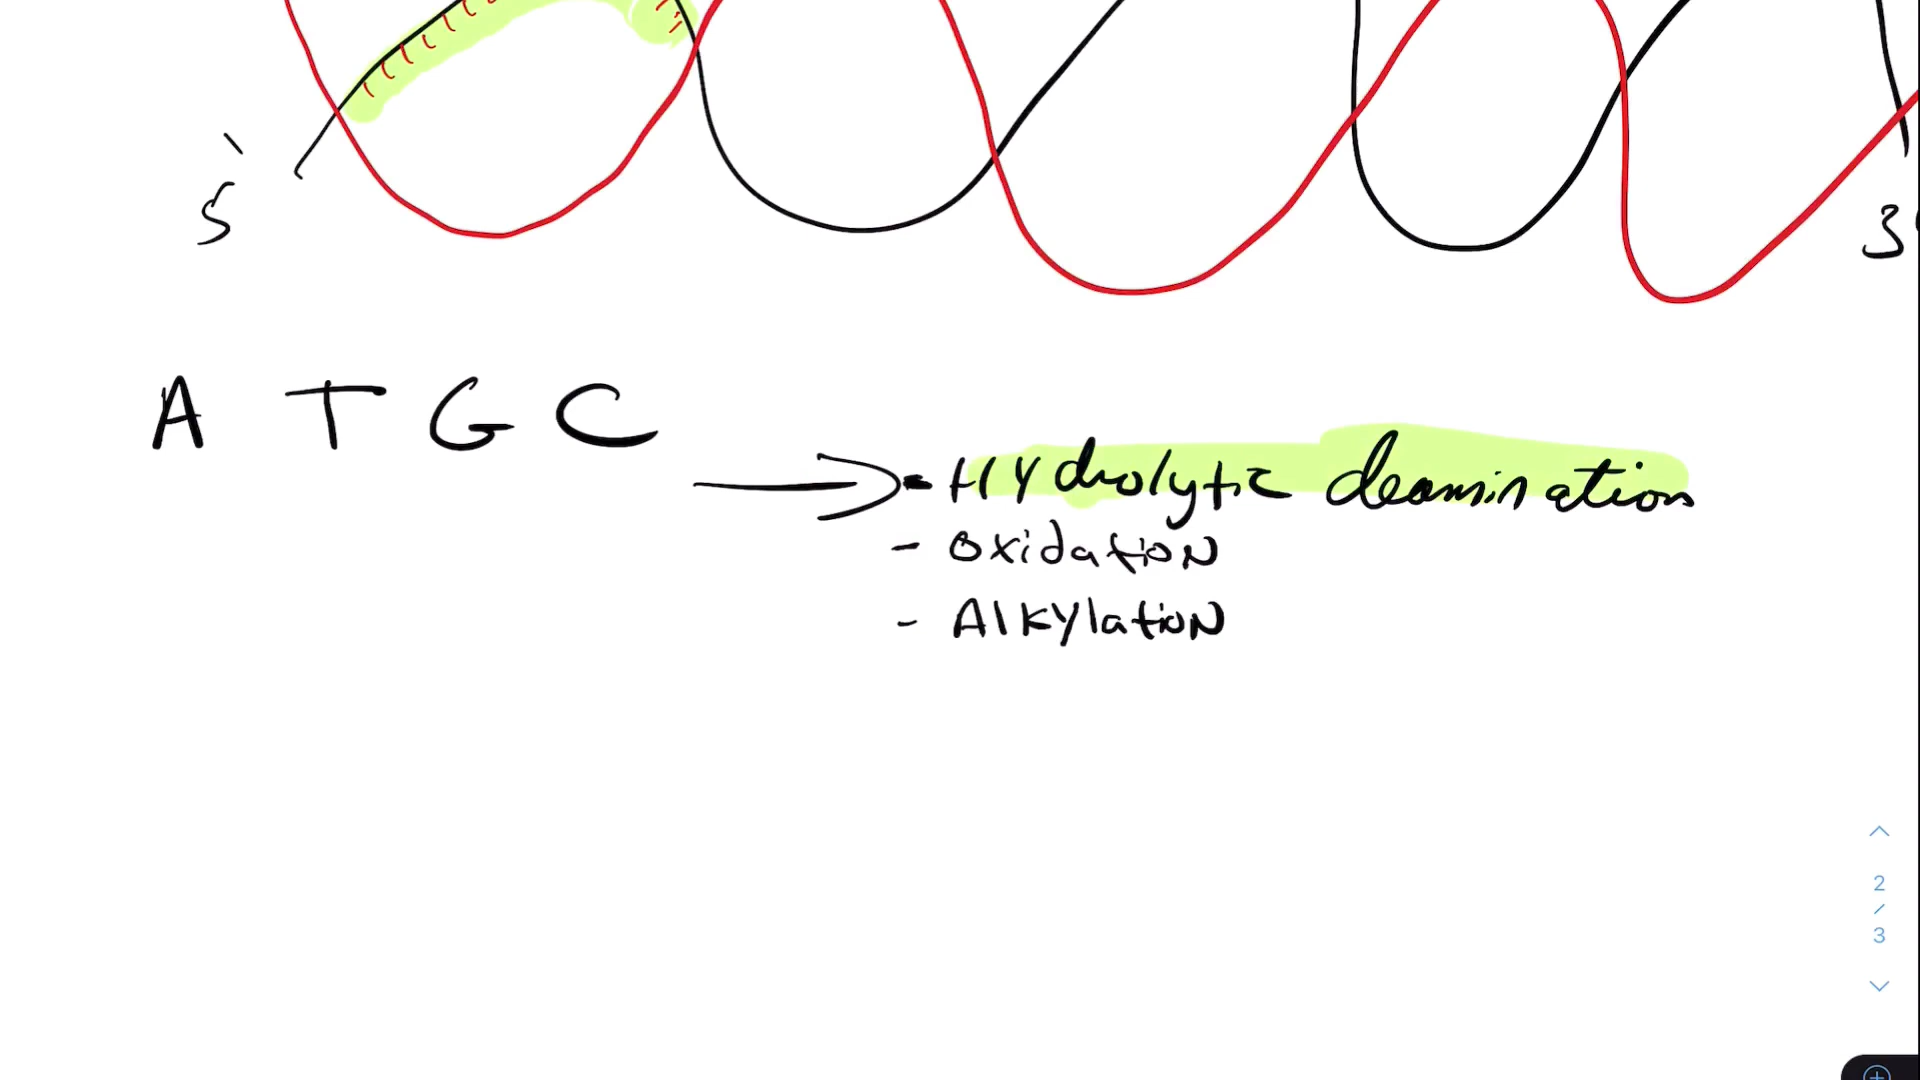 5'
3'
A T G C
- Hydrolytic deamination
- Oxidation
- Alkylation
2
/
3